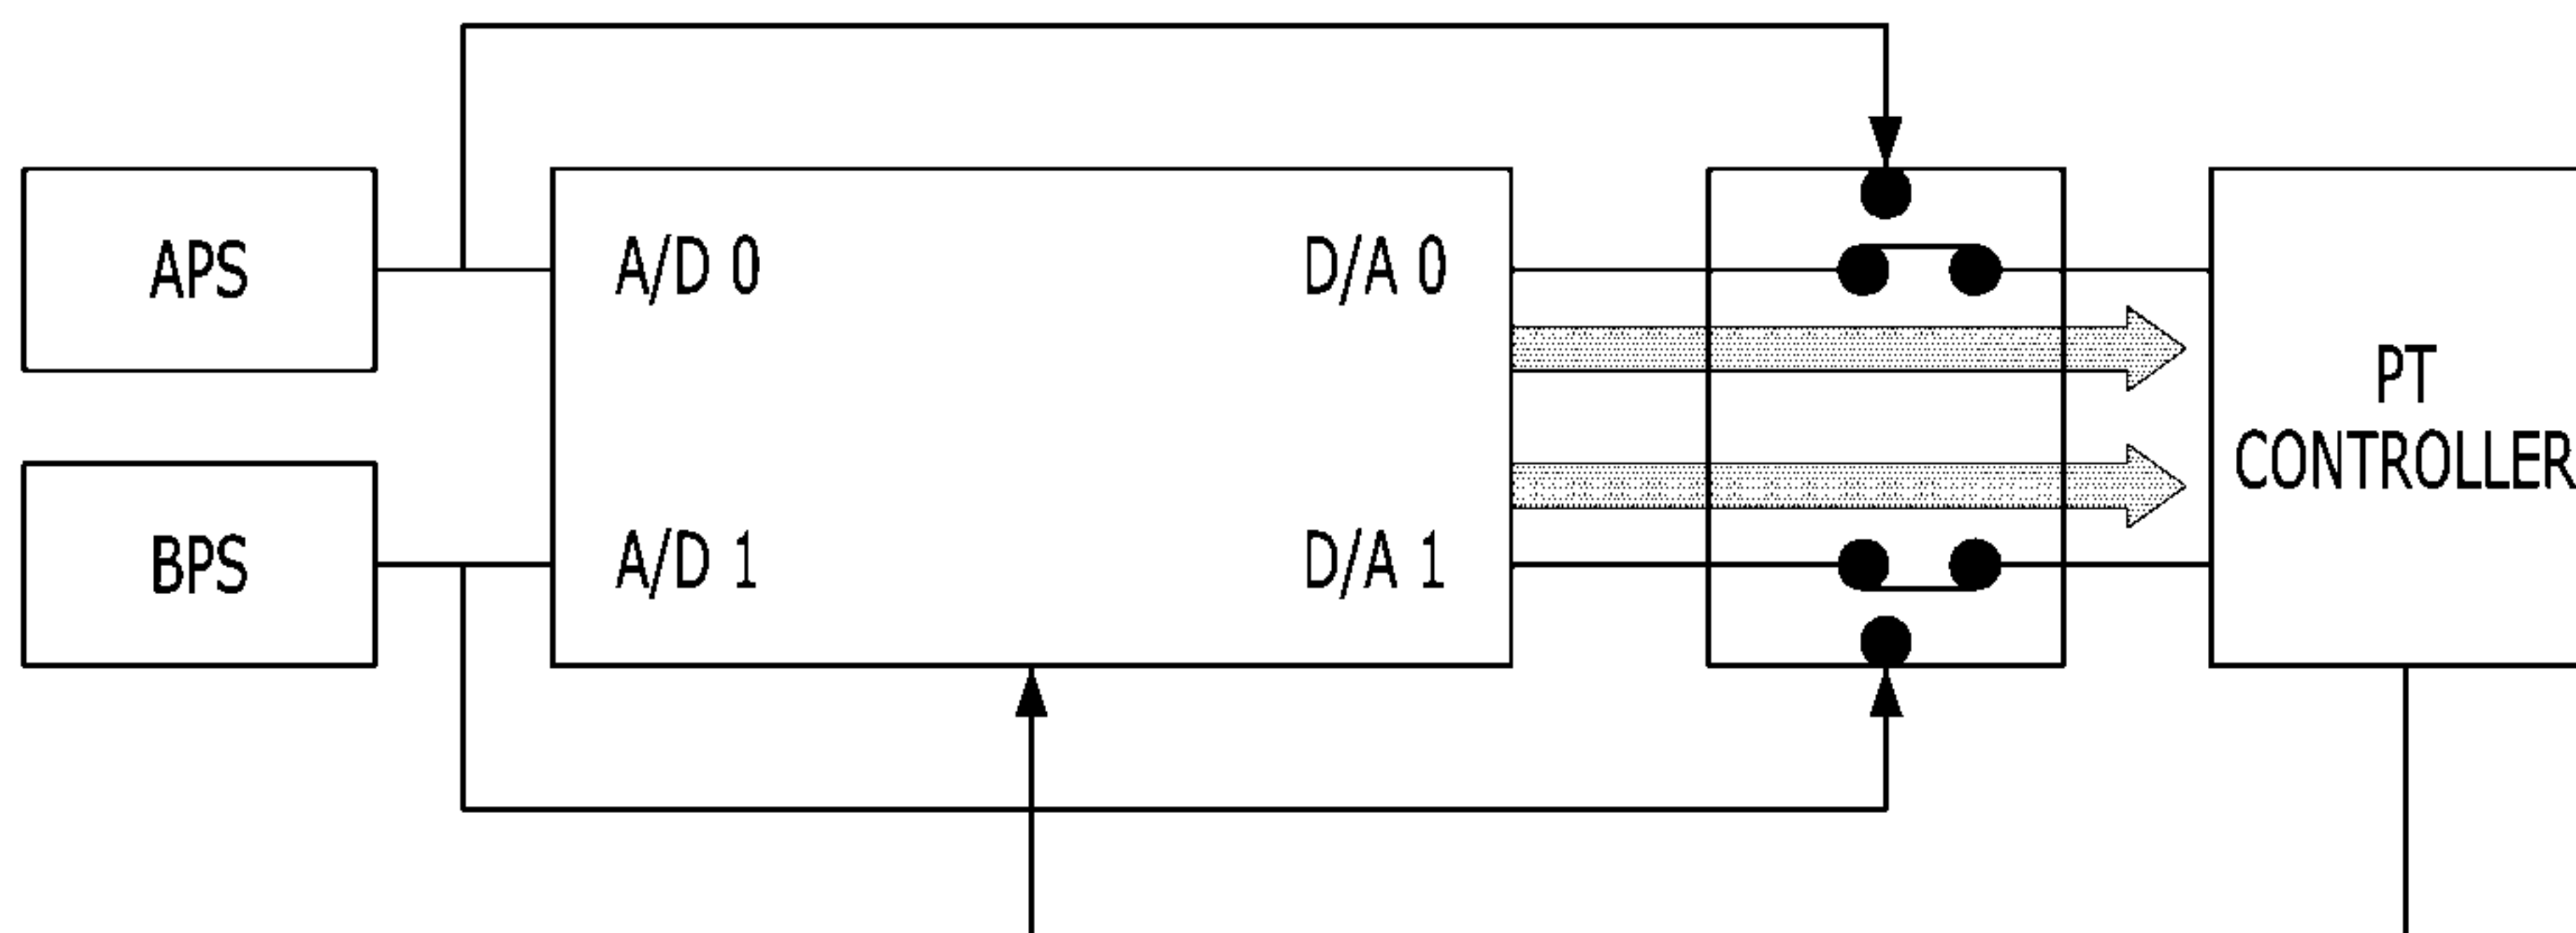 APS
A/D 0
D/A 0
PT
CONTROLLER
BPS
A/D 1
D/A 1